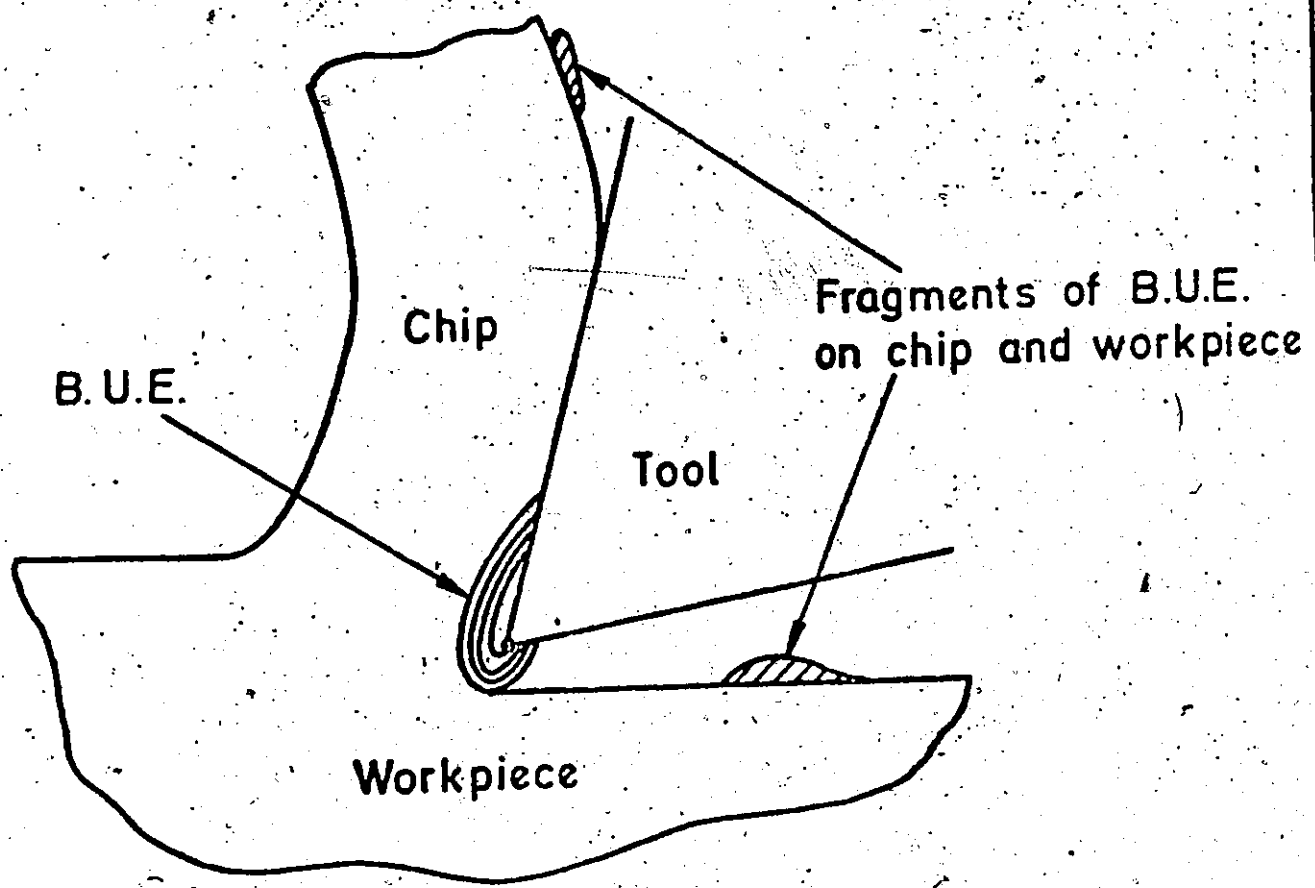 Chip
Fragments of B.U.E.
on chip and workpiece
B.U.E.
Tool
Workpiece